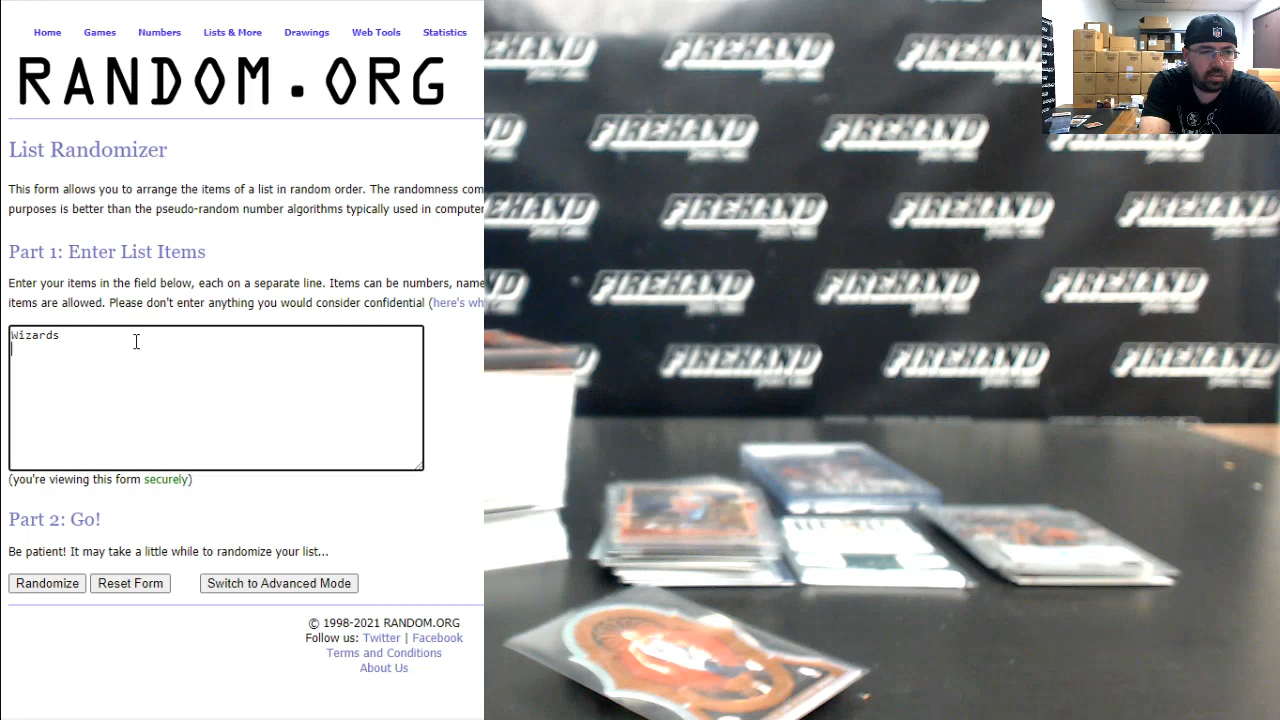 Home Games Numbers Lists & More Drawings Web Tools Statistics
RANDOM.ORG
List Randomizer
This form allows you to arrange the items of a list in random order. The randomness com
purposes is better than the pseudo-random number algorithms typically used in computer
Part 1: Enter List Items
Enter your items in the field below, each on a separate line. Items can be numbers, name
items are allowed. Please don't enter anything you would consider confidential (here's wh
Wizards
(you're viewing this form securely)
Part 2: Go!
Be patient! It may take a little while to randomize your list...
Randomize Reset Form Switch to Advanced Mode
© 1998-2021 RANDOM.ORG
Follow us: Twitter | Facebook
Terms and Conditions
About Us
FIREHAND FIREHAND FIREHAND
FIREHAND FIREHAND
FIREHAND FIREHAND FIREHAND FIREHAND
FIREHAND FIREHAND FIREHAND
FIREHAND FIREHAND FIREHAND
NFL